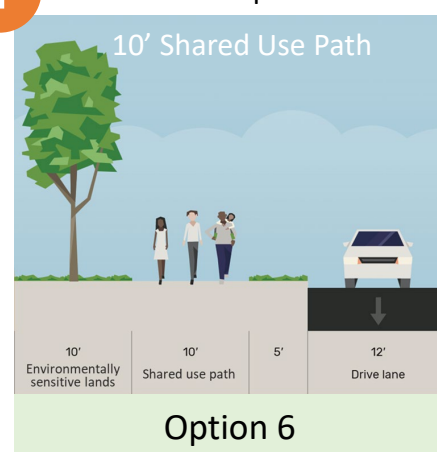 10' Shared Use Path
10' 10' 5' 12'
Environmentally sensitive lands Shared use path Drive lane
Option 6